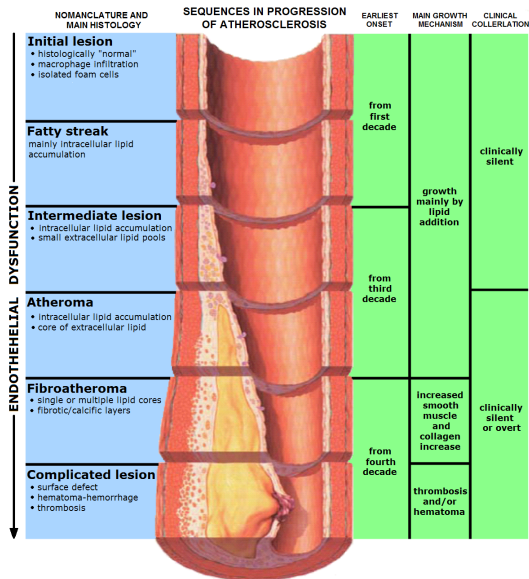 NOMANCLATURE AND
MAIN HISTOLOGY
SEQUENCES IN PROGRESSION
OF ATHEROSCLEROSIS
EARLIEST
ONSET
MAIN GROWTH
MECHANISM
CLINICAL
COLLERLATION
Initial lesion
• histologically "normal"
• macrophage infiltration
• isolated foam cells
Fatty streak
mainly intracellular lipid
accumulation
Intermediate lesion
• intracellular lipid accumulation
• small extracellular lipid pools
Atheroma
• intracellular lipid accumulation
• core of extracellular lipid
Fibroatheroma
• single or multiple lipid cores
• fibrotic/calcific layers
Complicated lesion
• surface defect
• hematoma-hemorrhage
• thrombosis
ENDOTHEHELIAL DYSFUNCTION
from
first
decade
from
third
decade
from
fourth
decade
growth
mainly by
lipid
addition
increased
smooth
muscle
and
collagen
increase
thrombosis
and/or
hematoma
clinically
silent
clinically
silent
or overt